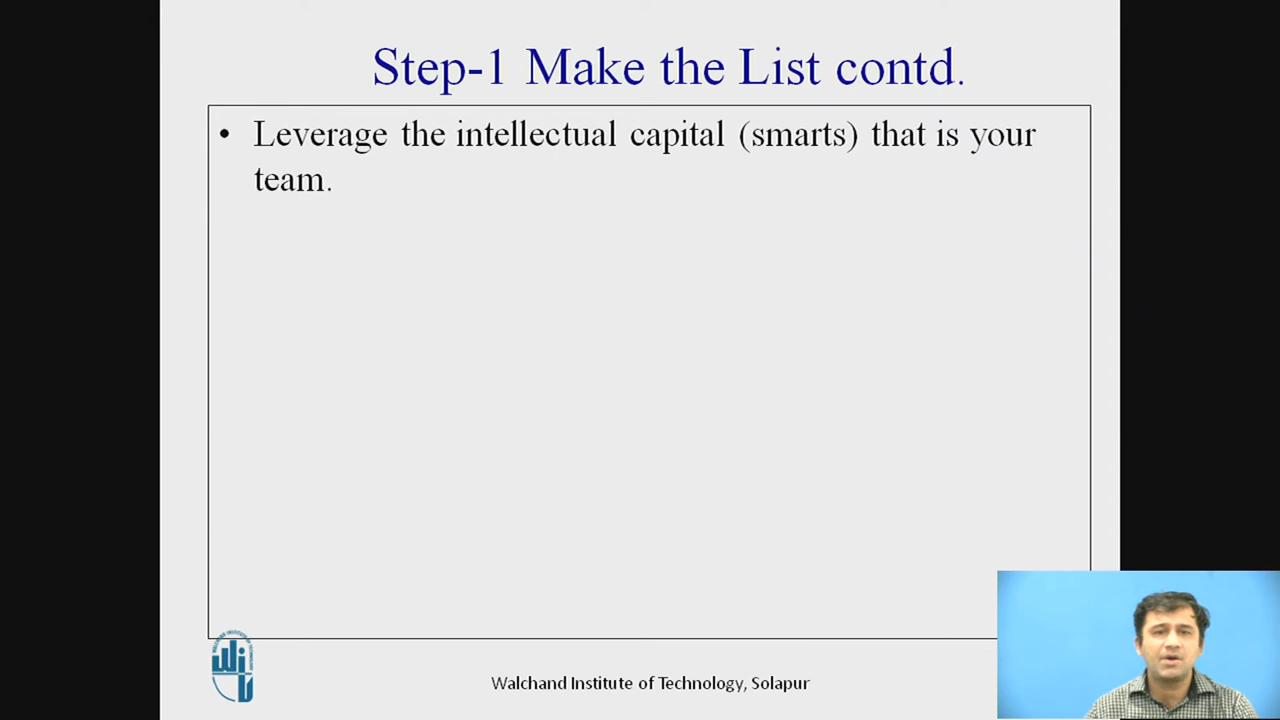 Step-1 Make the List contd.
• Leverage the intellectual capital (smarts) that is your
team.
Walchand Institute of Technology, Solapur